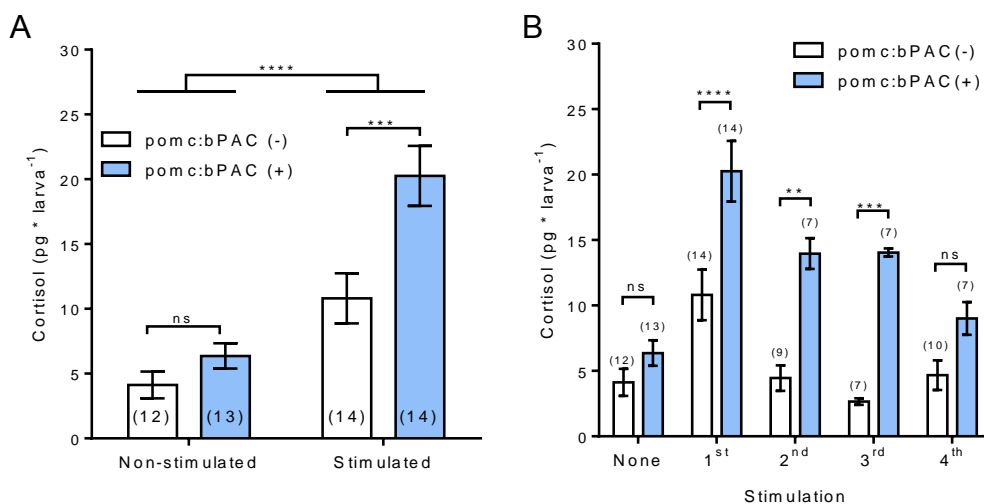 A
30
25
20
15
10
5
0
Cortisol (pg * larva⁻¹)
****
pomc:bPAC (-)
pomc:bPAC (+)
***
ns
(12)
(13)
(14)
(14)
Non-stimulated
Stimulated
B
30
25
20
15
10
5
0
Cortisol (pg * larva⁻¹)
pomc:bPAC(-)
pomc:bPAC(+)
ns
(12)
(13)
****
(14)
(14)
**
(9)
(7)
***
(7)
(7)
ns
(10)
(7)
None
1st
2nd
3rd
4th
Stimulation